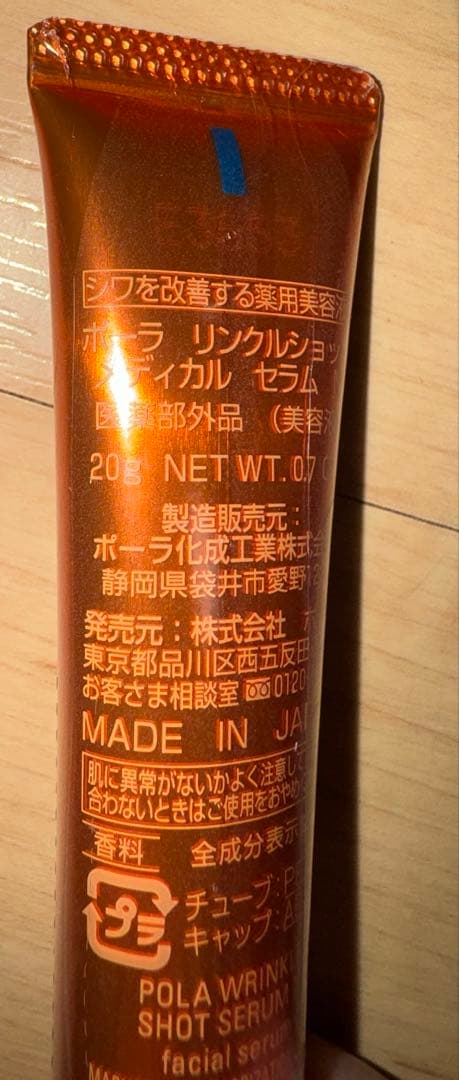 シワを改善する薬用美容液
ポーラ リンクルショッ
メディカル セラム
医薬部外品 (美容液
20g NET WT. 0.7
製造販売元:
ポーラ化成工業株式会
静岡県袋井市愛野12
発売元:株式会社
東京都品川区西五反田
お客さま相談室 0120
MADE IN JA
肌に異常がないかよく注意して
合わないときはご使用をおやめ
香料 全成分表示
プラ
チューブ:P
キャップ:
POLA WRINK
SHOT SERUM
facial serum